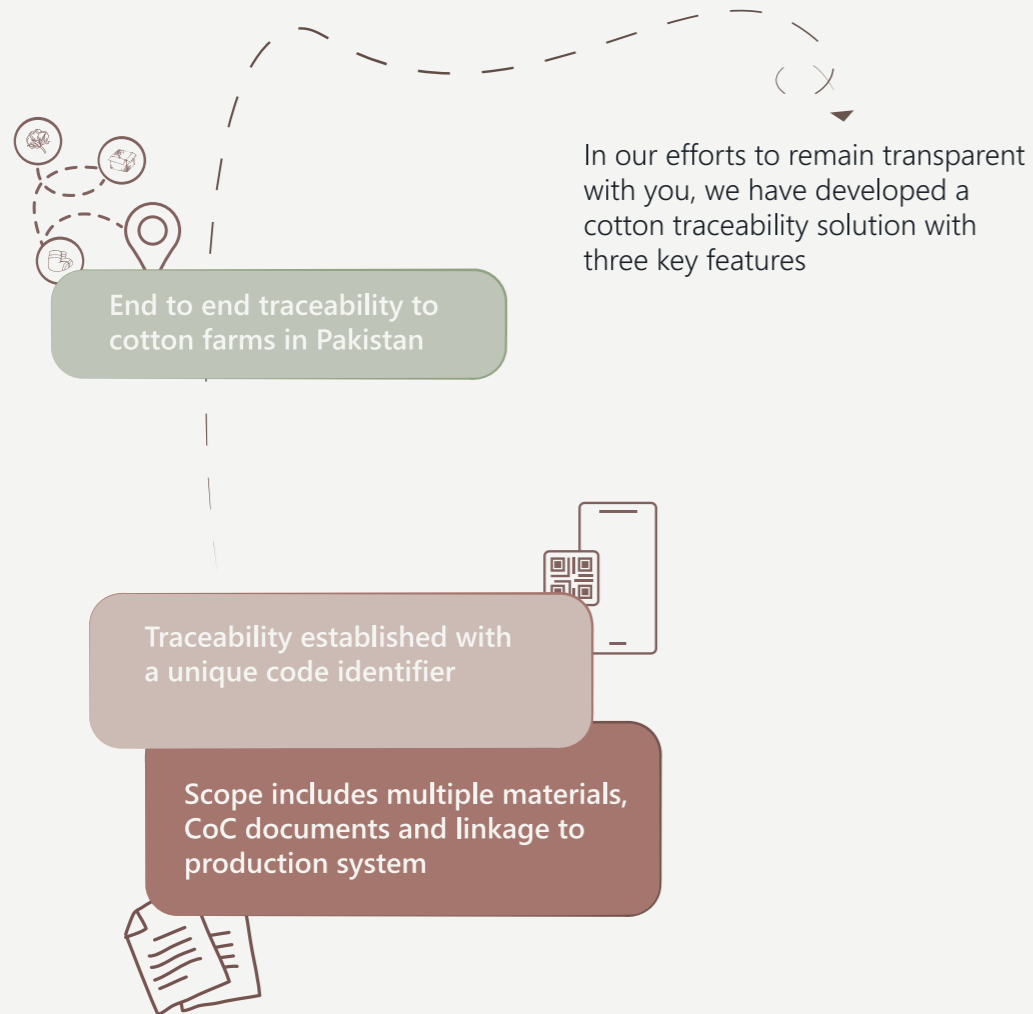 In our efforts to remain transparent
with you, we have developed a
cotton traceability solution with
three key features
End to end traceability to
cotton farms in Pakistan
Traceability established with
a unique code identifier
Scope includes multiple materials,
CoC documents and linkage to
production system